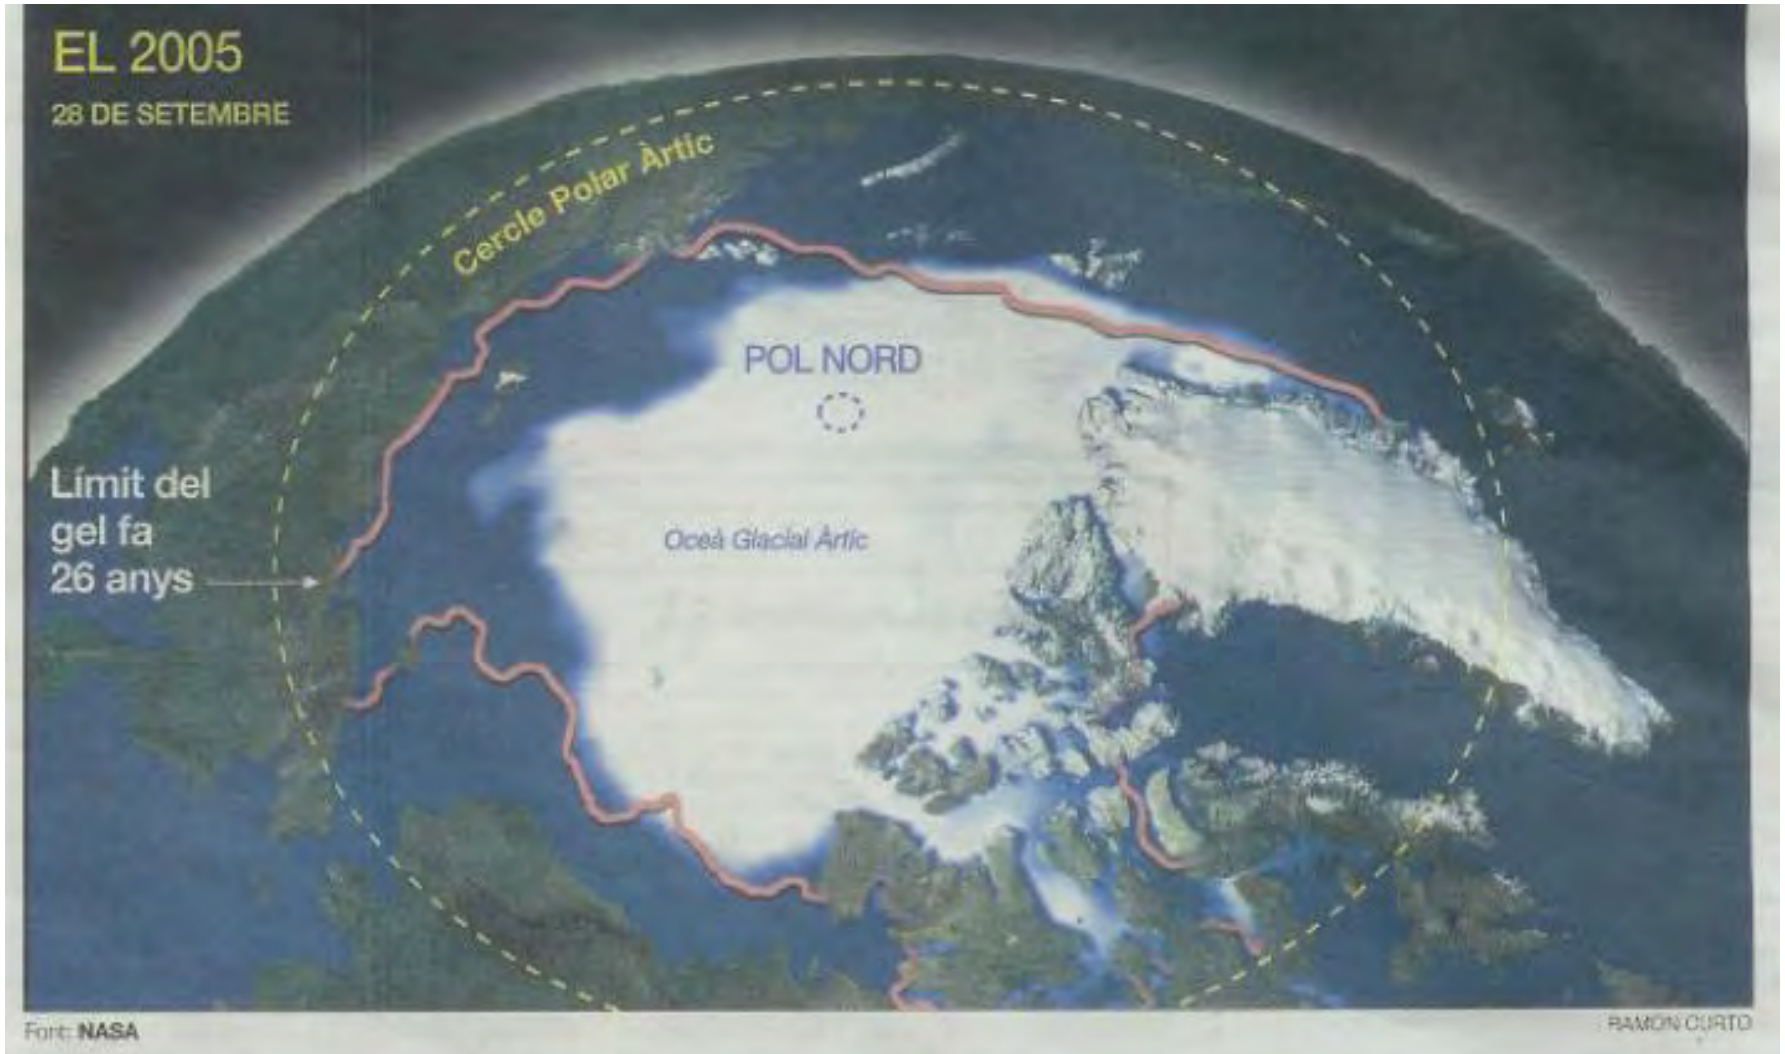 EL 2005
28 DE SETEMBRE
Cercle Polar Àrtic
POL NORD
Límit del
gel fa
26 anys
Oceà Glacial Àrtic
Font: NASA
RAMON CURTO